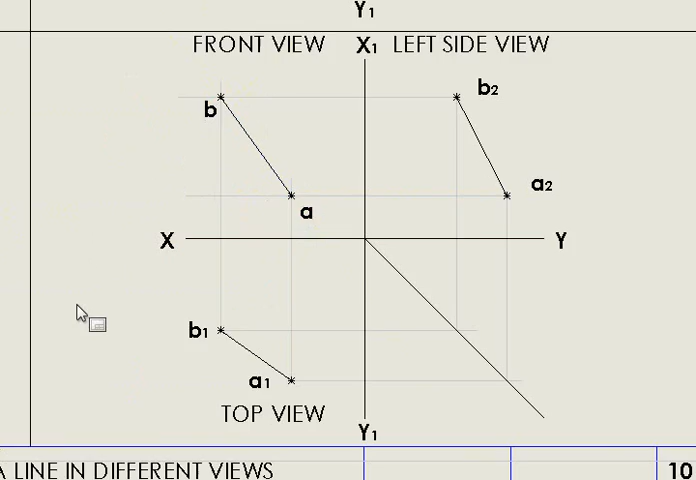 Y1
FRONT VIEW X1 LEFT SIDE VIEW
b b2
a a2
X Y
b1
a1
TOP VIEW
Y1
A LINE IN DIFFERENT VIEWS 10